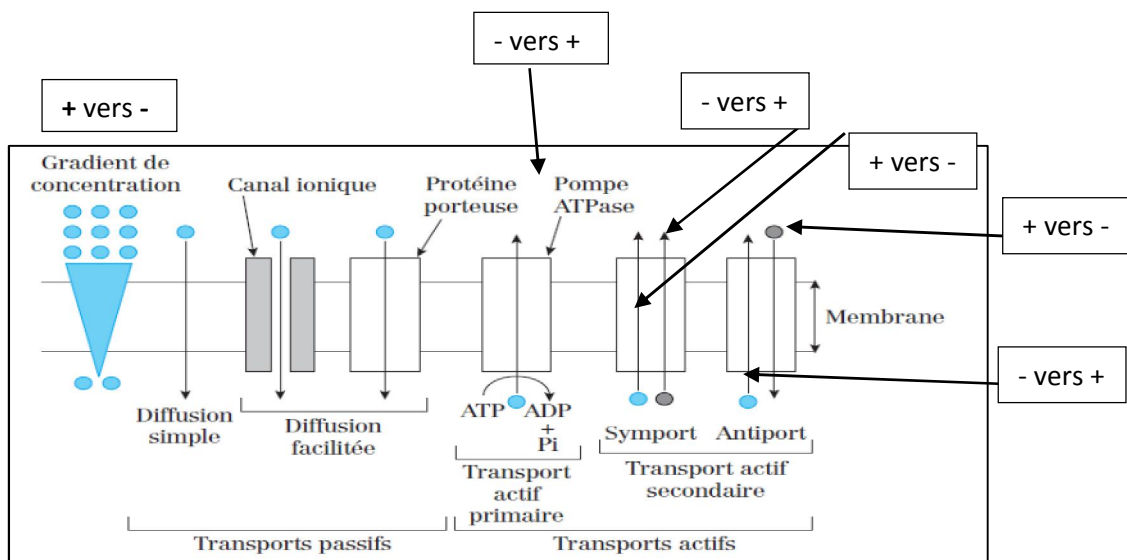 - vers +
+ vers -
- vers +
+ vers -
+ vers -
- vers +
Gradient de
concentration
Canal ionique
Protéine
porteuse
Pompe
ATPase
Membrane
Diffusion
simple
Diffusion
facilitée
ATP
ADP
+
Pi
Symport
Antiport
Transport
actif
primaire
Transport actif
secondaire
Transports passifs
Transports actifs